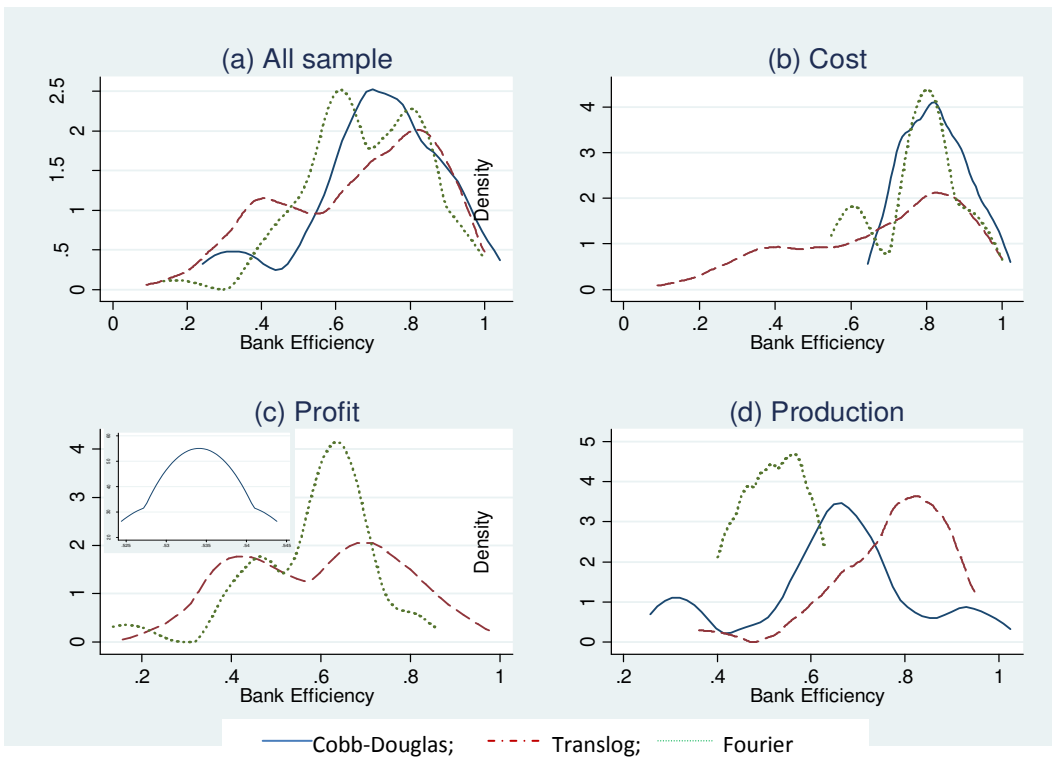 (a) All sample
2.5
2
1.5
1
.5
0
0 .2 .4 .6 .8 1
Bank Efficiency
(b) Cost
Density
4
3
2
1
0
0 .2 .4 .6 .8 1
Bank Efficiency
(c) Profit
4
3
2
1
0
.2 .4 .6 .8 1
Bank Efficiency
(d) Production
Density
5
4
3
2
1
0
.2 .4 .6 .8 1
Bank Efficiency
Cobb-Douglas; Translog; Fourier